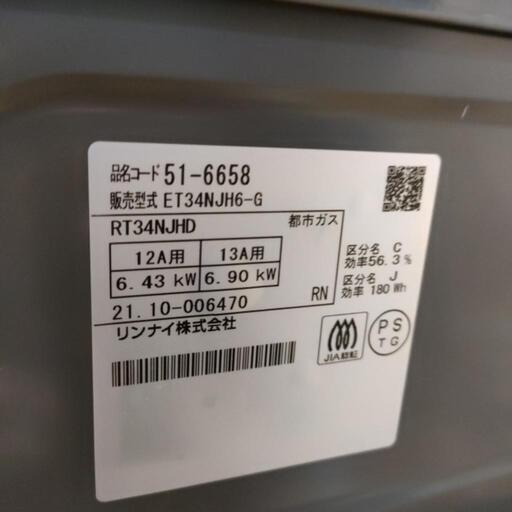 品名コード 51-6658
販売型式 ET34NJH6-G
RT34NJHD 都市ガス
12A用 13A用
6.43 kW 6.90 kW
RN
21.10-006470
リンナイ株式会社
区分名 C
効率56.3 %
区分名 J
効率 180 Wh
JIA認証
PS
TG